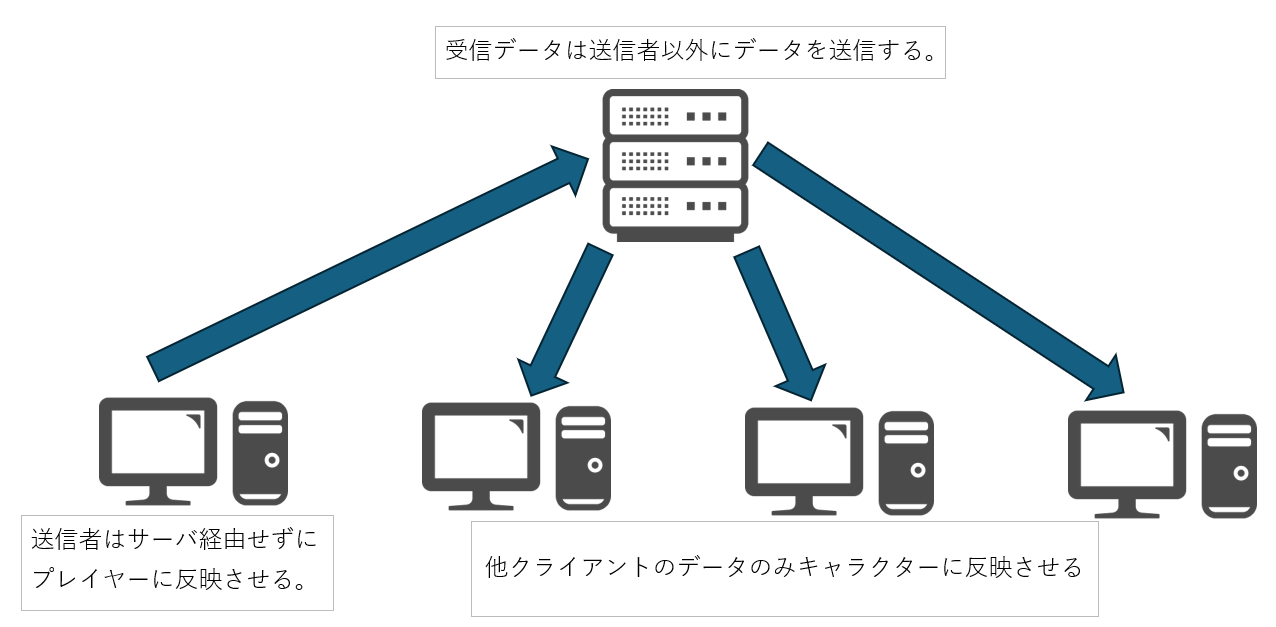 受信データは送信者以外にデータを送信する。
送信者はサーバ経由せずに
プレイヤーに反映させる。
他クライアントのデータのみキャラクターに反映させる